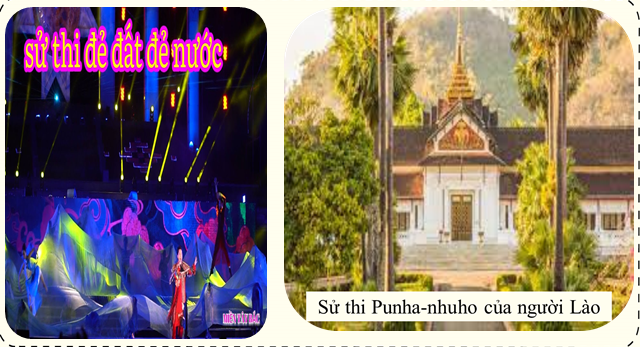 sử thi đẻ đất đẻ nước
Sử thi Punha-nhuho của người Lào